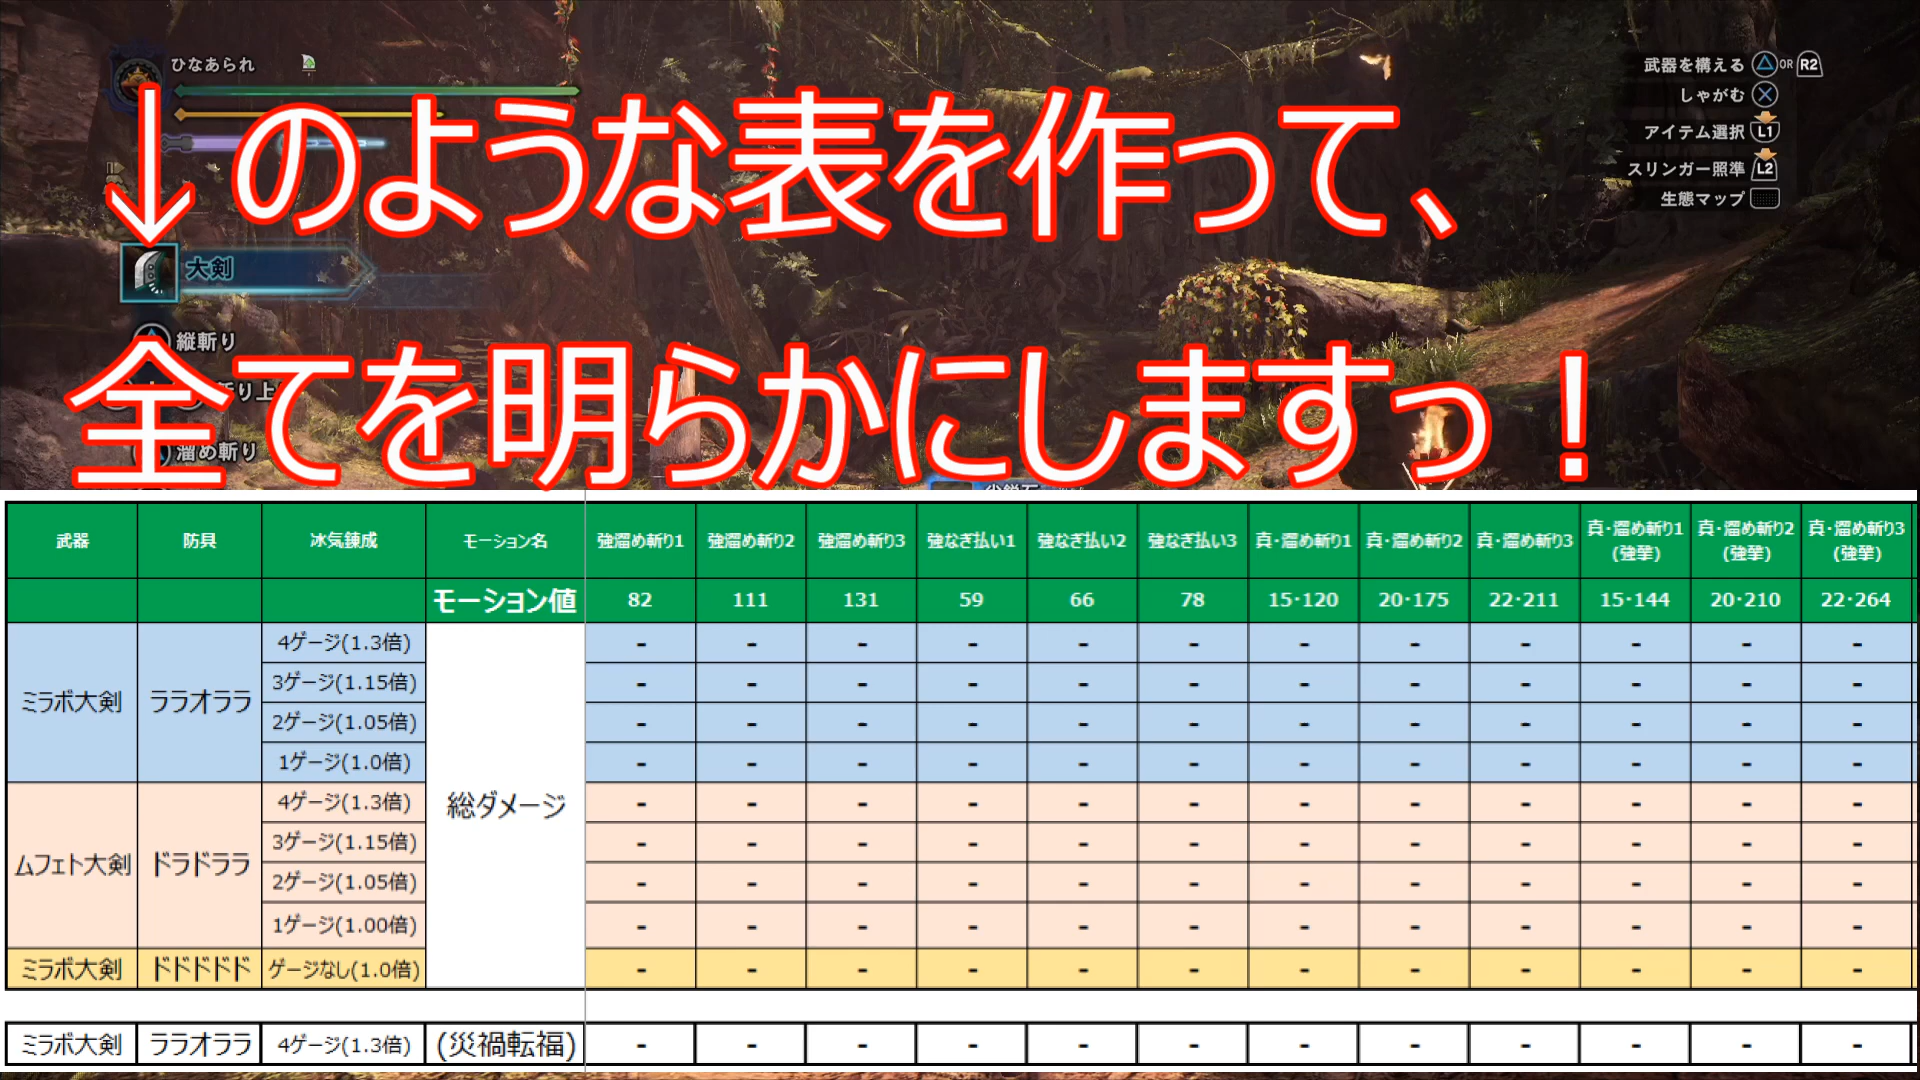 ひなあられ
武器を構える OR R2
しゃがむ
アイテム選択 L1
スリンガー照準 L2
生態マップ
↓のような表を作って、
大剣
縦斬り
斬り上
溜め斬り
全てを明らかにしますっ!
武器 防具 冰気錬成 モーション名 強溜め斬り1 強溜め斬り2 強溜め斬り3 強なぎ払い1 強なぎ払い2 強なぎ払い3 真・溜め斬り1 真・溜め斬り2 真・溜め斬り3 真・溜め斬り1(強撃) 真・溜め斬り2(強撃) 真・溜め斬り3(強撃)
モーション値 82 111 131 59 66 78 15･120 20･175 22･211 15･144 20･210 22･264
ミラボ大剣 ララオララ 4ゲージ(1.3倍) 総ダメージ - - - - - - - - - - - -
3ゲージ(1.15倍) - - - - - - - - - - - -
2ゲージ(1.05倍) - - - - - - - - - - - -
1ゲージ(1.0倍) - - - - - - - - - - - -
ムフェト大剣 ドラドララ 4ゲージ(1.3倍) - - - - - - - - - - - -
3ゲージ(1.15倍) - - - - - - - - - - - -
2ゲージ(1.05倍) - - - - - - - - - - - -
1ゲージ(1.00倍) - - - - - - - - - - - -
ミラボ大剣 ドドドドド ゲージなし(1.0倍) - - - - - - - - - - - -
ミラボ大剣 ララオララ 4ゲージ(1.3倍) (災禍転福) - - - - - - - - - - - -